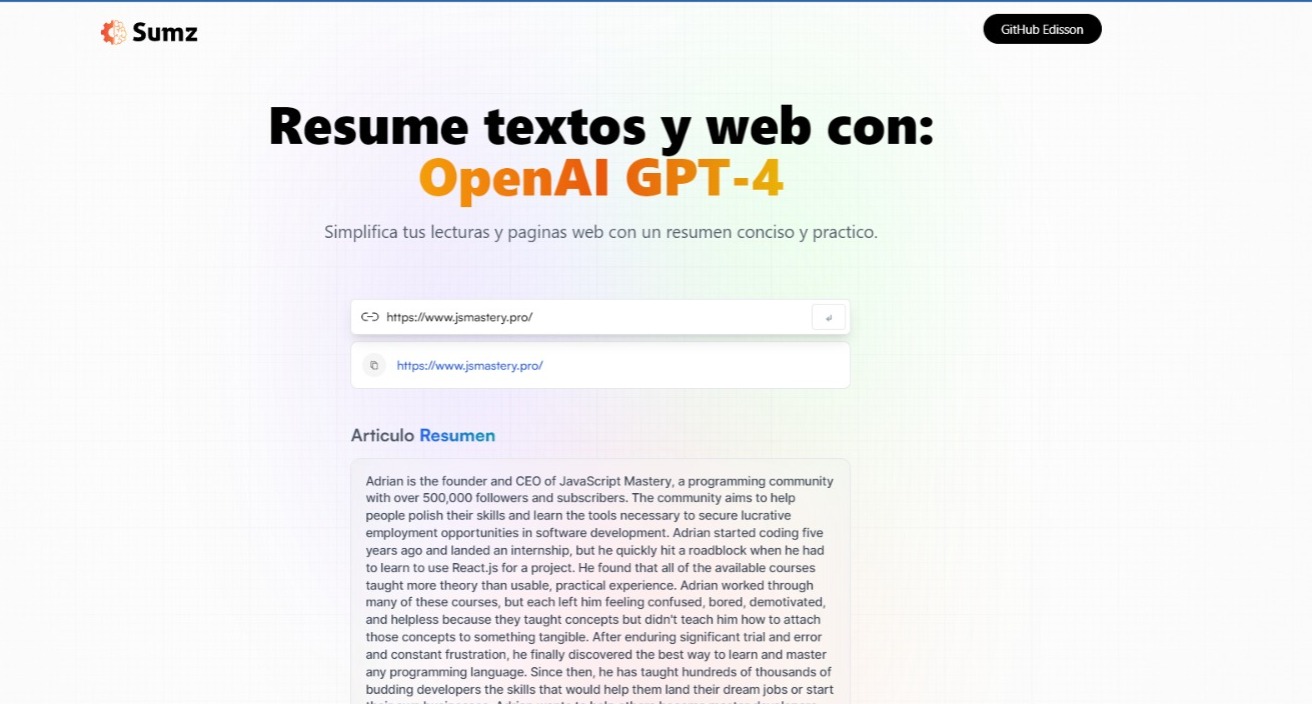 Sumz
GitHub Edisson
Resume textos y web con:
OpenAI GPT-4
Simplifica tus lecturas y paginas web con un resumen conciso y practico.
https://www.jsmastery.pro/
https://www.jsmastery.pro/
Articulo Resumen
Adrian is the founder and CEO of JavaScript Mastery, a programming community
with over 500,000 followers and subscribers. The community aims to help
people polish their skills and learn the tools necessary to secure lucrative
employment opportunities in software development. Adrian started coding five
years ago and landed an internship, but he quickly hit a roadblock when he had
to learn to use React.js for a project. He found that all of the available courses
taught more theory than usable, practical experience. Adrian worked through
many of these courses, but each left him feeling confused, bored, demotivated,
and helpless because they taught concepts but didn't teach him how to attach
those concepts to something tangible. After enduring significant trial and error
and constant frustration, he finally discovered the best way to learn and master
any programming language. Since then, he has taught hundreds of thousands of
budding developers the skills that would help them land their dream jobs or start